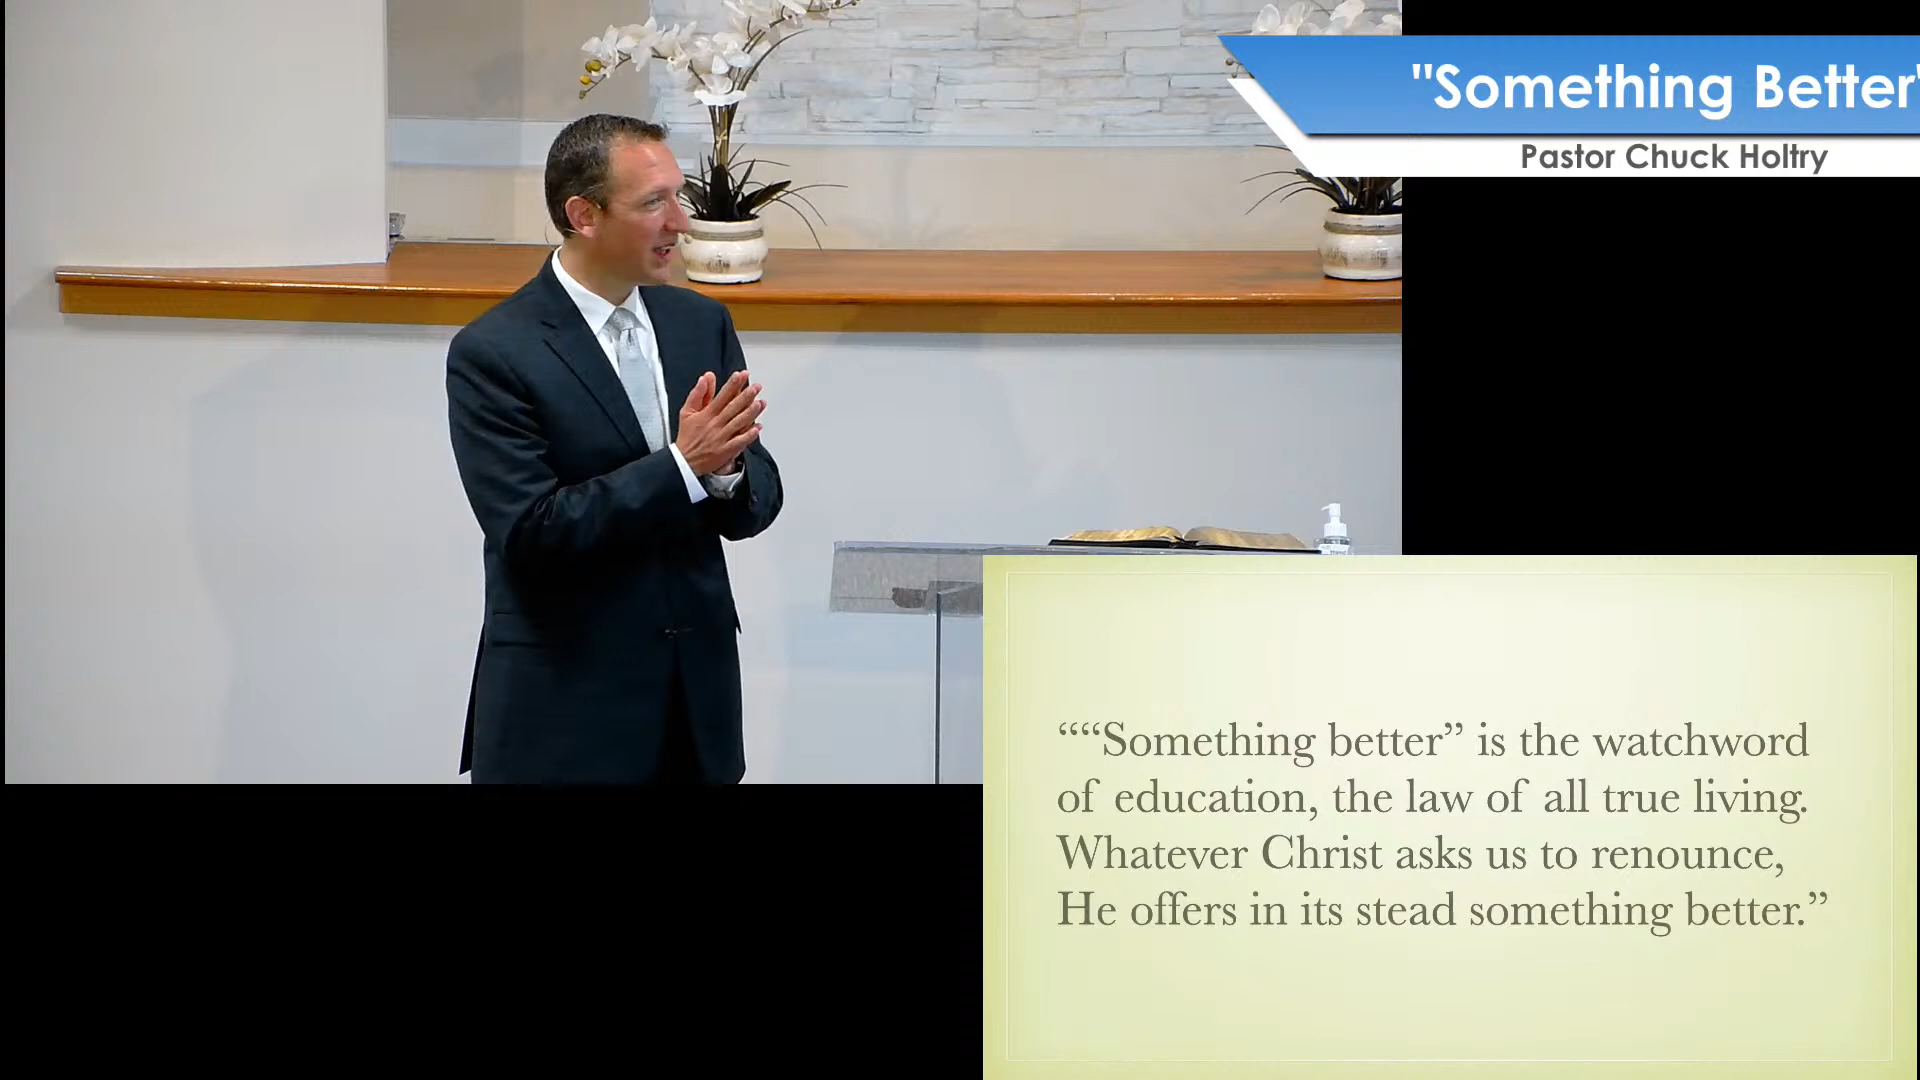 "Something Better"
Pastor Chuck Holtry
““Something better” is the watchword
of education, the law of all true living.
Whatever Christ asks us to renounce,
He offers in its stead something better.”